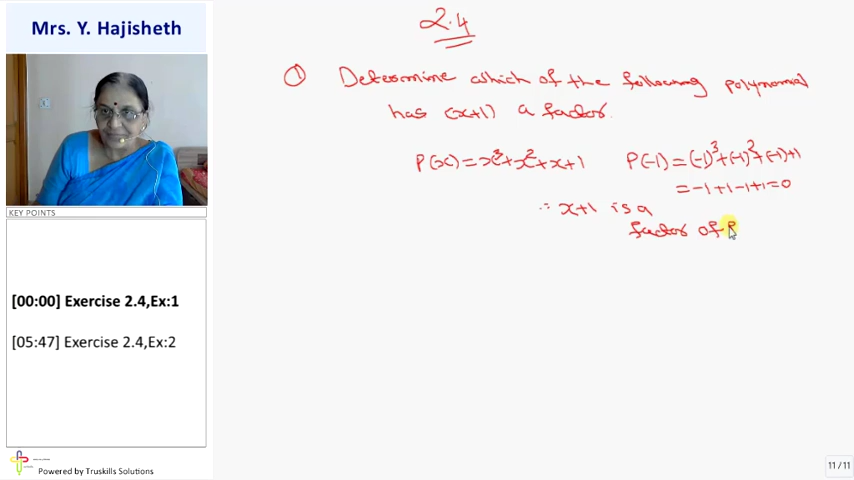 Mrs. Y. Hajisheth
2.4
① Determine which of the following polynomial
has (x+1) a factor.
P(x)=x³+x²+x+1 P(-1)=(-1)³+(-1)²+(-1)+1
=-1+1-1+1=0
∴ x+1 is a
factor of P
KEY POINTS
[00:00] Exercise 2.4,Ex:1
[05:47] Exercise 2.4,Ex:2
Powered by Truskills Solutions
11/11